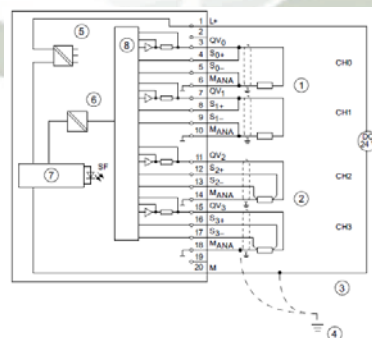 1 L+
2
3 QV0
4 S0+
5 S0−
6 MANA
7 QV1
8 S1+
9 S1−
10 MANA
11 QV2
12 S2+
13 S2−
14 MANA
15 QV3
16 S3+
17 S3−
18 MANA
19
20 M
CH0
CH1
CH2
CH3
24
SF
1
2
3
4
5
6
7
8